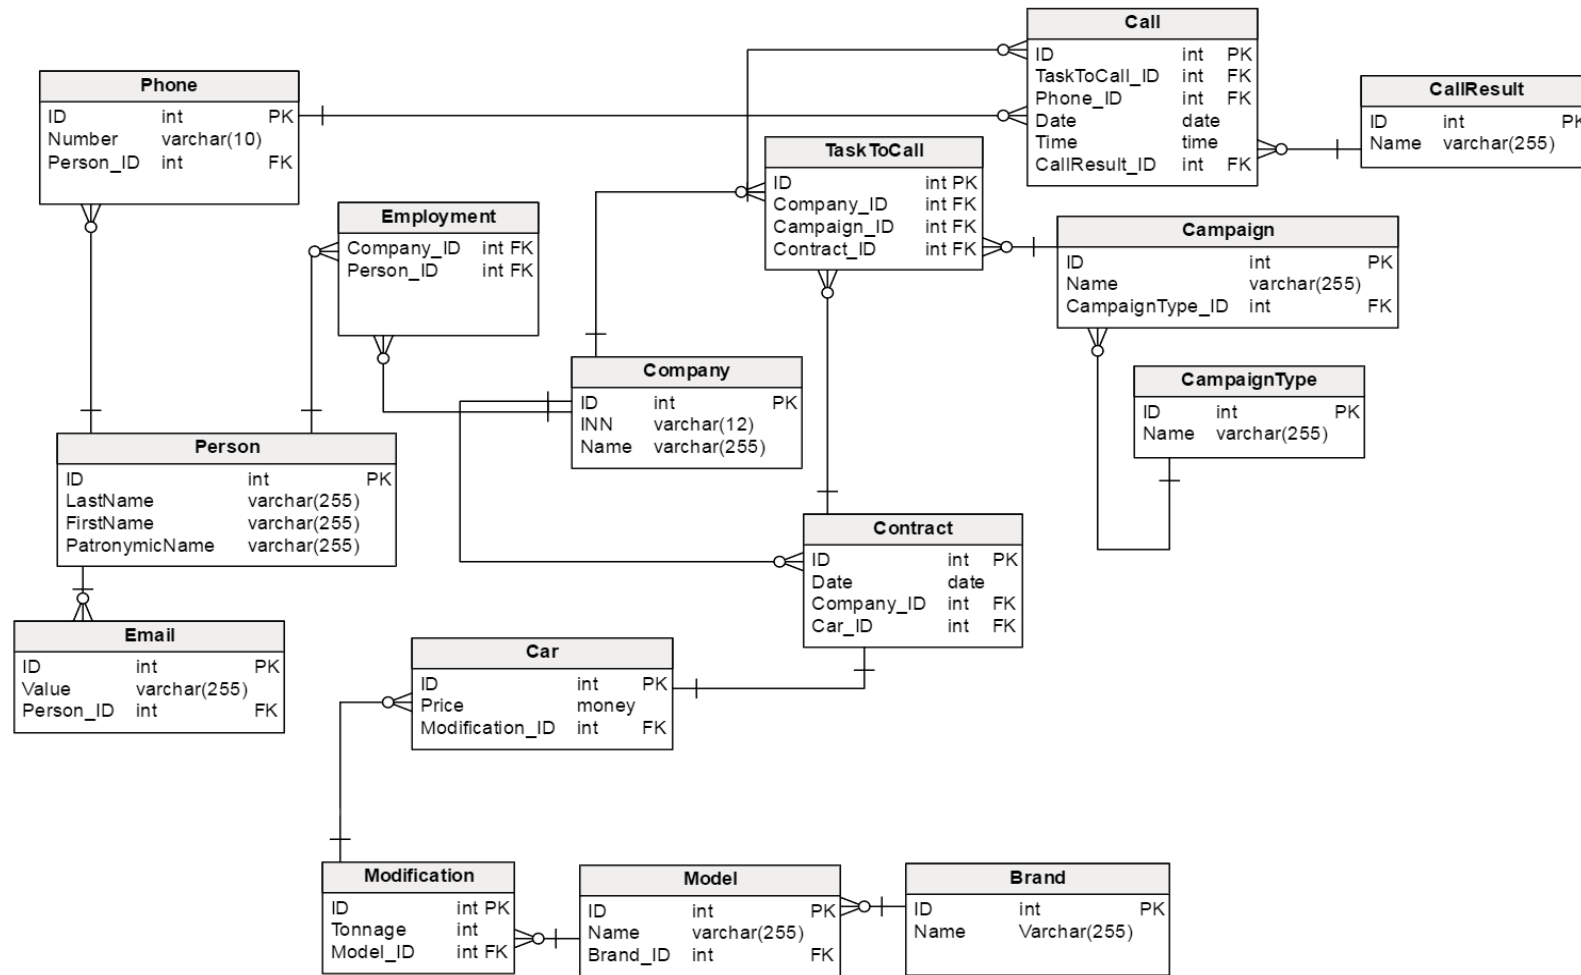 Call
ID int PK
TaskToCall_ID int FK
Phone_ID int FK
Date date
Time time
CallResult_ID int FK
Phone
ID int PK
Number varchar(10)
Person_ID int FK
CallResult
ID int PK
Name varchar(255)
TaskToCall
ID int PK
Company_ID int FK
Campaign_ID int FK
Contract_ID int FK
Employment
Company_ID int FK
Person_ID int FK
Campaign
ID int PK
Name varchar(255)
CampaignType_ID int FK
Company
ID int PK
INN varchar(12)
Name varchar(255)
CampaignType
ID int PK
Name varchar(255)
Person
ID int PK
LastName varchar(255)
FirstName varchar(255)
PatronymicName varchar(255)
Contract
ID int PK
Date date
Company_ID int FK
Car_ID int FK
Email
ID int PK
Value varchar(255)
Person_ID int FK
Car
ID int PK
Price money
Modification_ID int FK
Modification
ID int PK
Tonnage int
Model_ID int FK
Model
ID int PK
Name varchar(255)
Brand_ID int FK
Brand
ID int PK
Name Varchar(255)